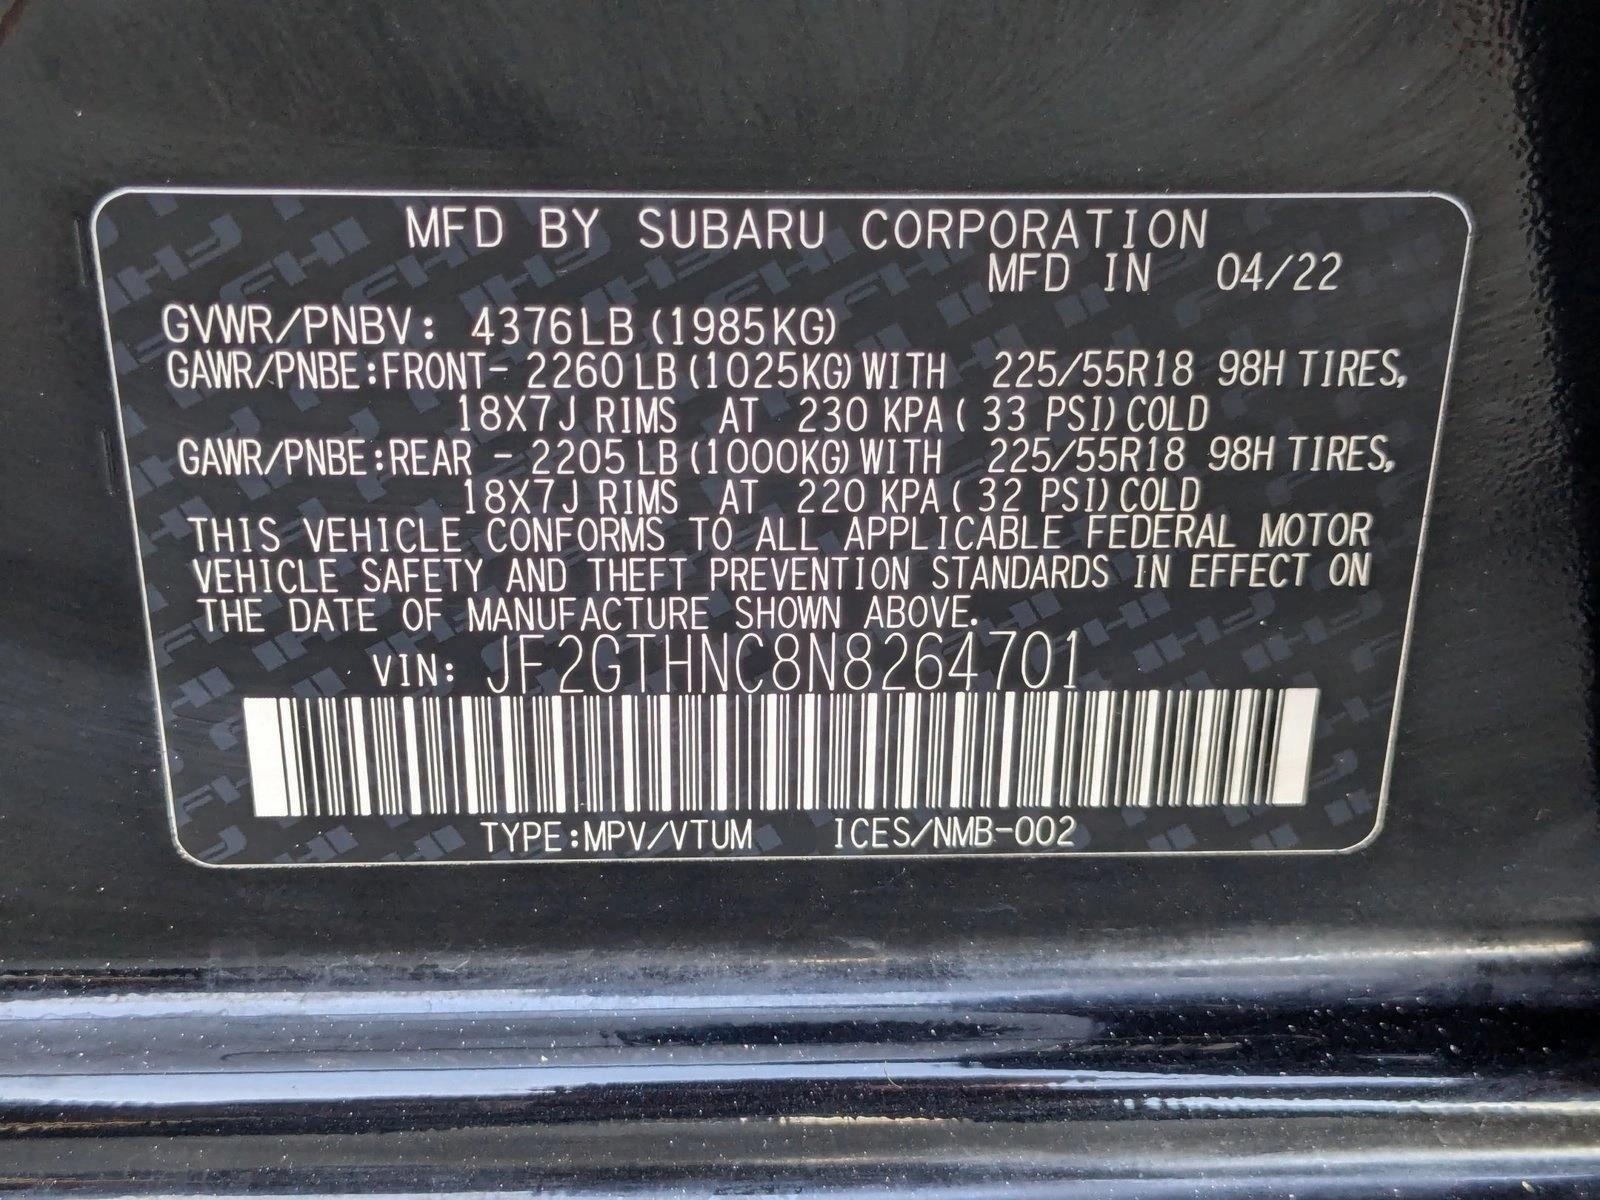 MFD BY SUBARU CORPORATION
MFD IN 04/22
GVWR/PNBV: 4376LB (1985KG)
GAWR/PNBE:FRONT- 2260 LB (1025KG) WITH 225/55R18 98H TIRES,
18X7J RIMS AT 230 KPA ( 33 PSI) COLD
GAWR/PNBE:REAR - 2205 LB (1000KG) WITH 225/55R18 98H TIRES,
18X7J RIMS AT 220 KPA ( 32 PSI) COLD
THIS VEHICLE CONFORMS TO ALL APPLICABLE FEDERAL MOTOR
VEHICLE SAFETY AND THEFT PREVENTION STANDARDS IN EFFECT ON
THE DATE OF MANUFACTURE SHOWN ABOVE.
VIN: JF2GTHNC8N8264701
TYPE:MPV/VTUM ICES/NMB-002